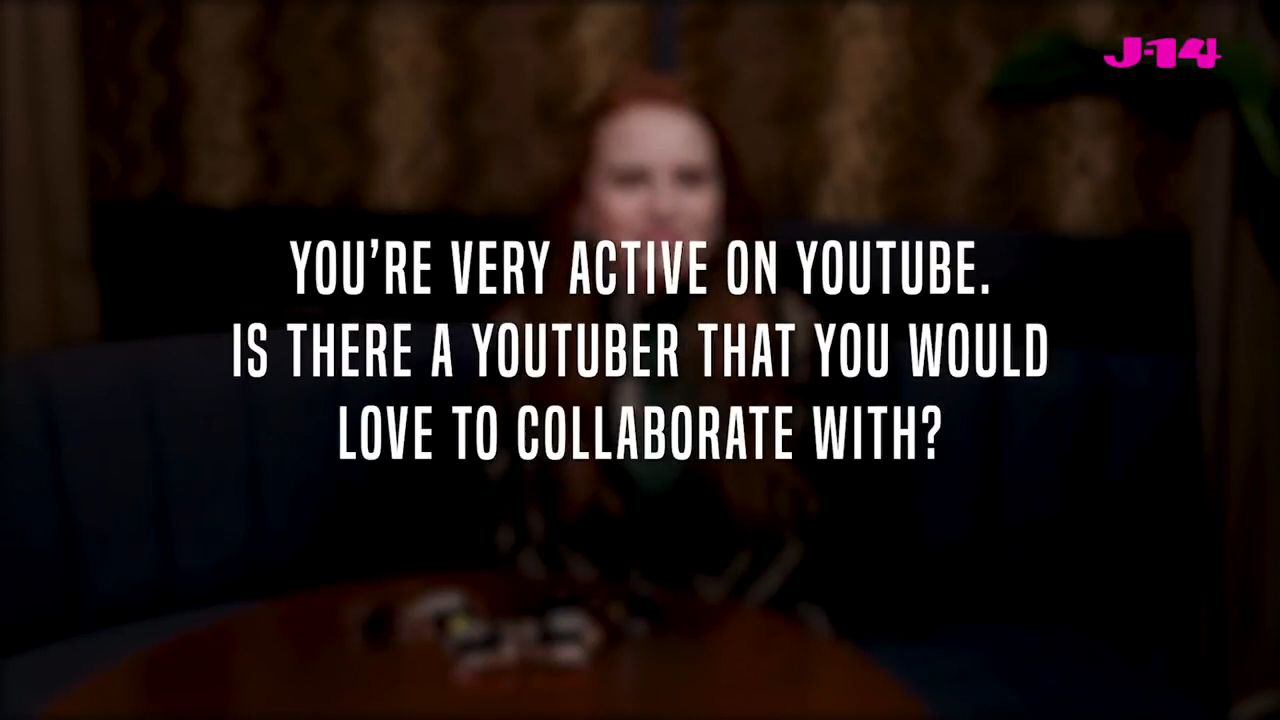 J-14
YOU'RE VERY ACTIVE ON YOUTUBE.
IS THERE A YOUTUBER THAT YOU WOULD
LOVE TO COLLABORATE WITH?